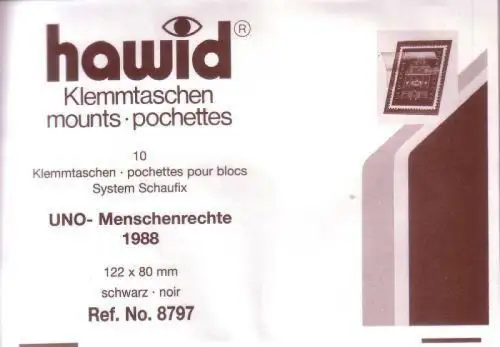 hawid®
Klemmtaschen
mounts · pochettes
10
Klemmtaschen · pochettes pour blocs
System Schaufix
UNO- Menschenrechte
1988
122 x 80 mm
schwarz · noir
Ref. No. 8797